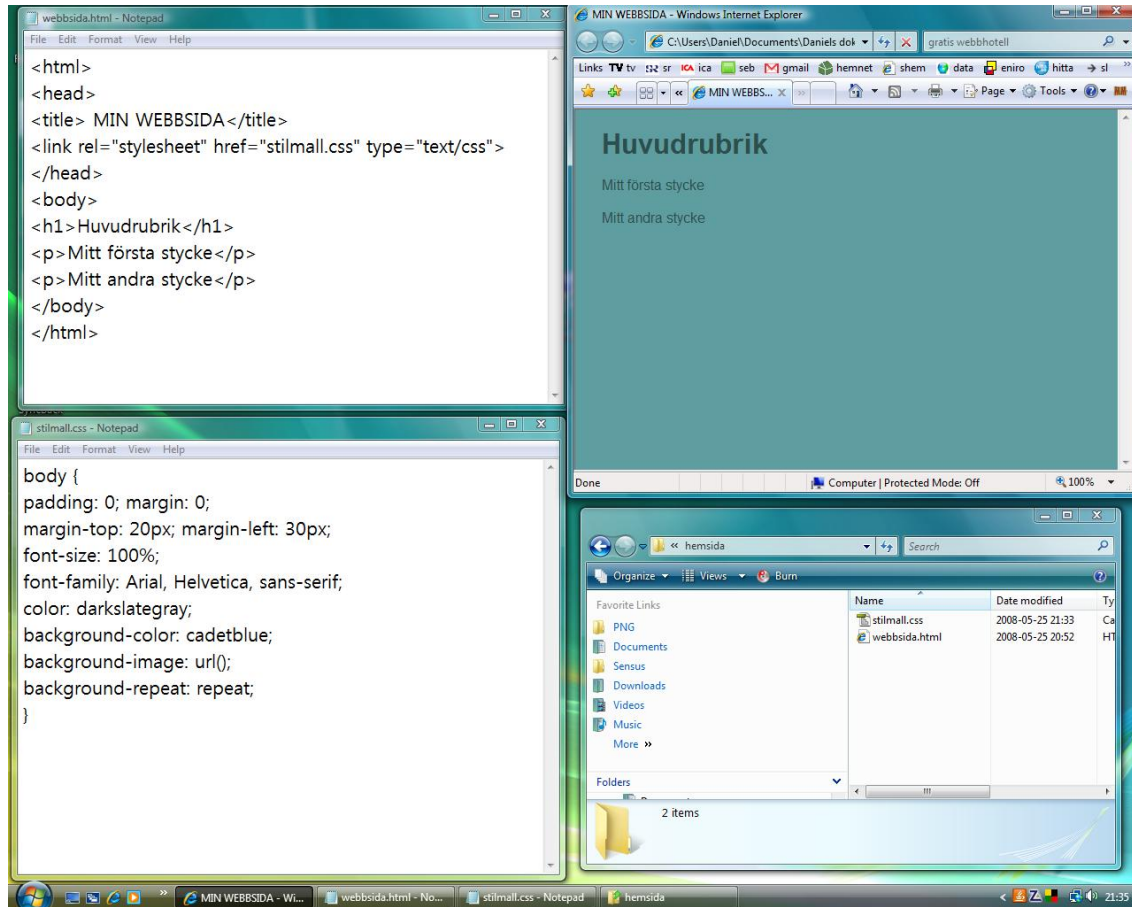 webbsida.html - Notepad
File Edit Format View Help
<html>
<head>
<title> MIN WEBBSIDA</title>
<link rel="stylesheet" href="stilmall.css" type="text/css">
</head>
<body>
<h1>Huvudrubrik</h1>
<p>Mitt första stycke</p>
<p>Mitt andra stycke</p>
</body>
</html>
stilmall.css - Notepad
File Edit Format View Help
body {
padding: 0; margin: 0;
margin-top: 20px; margin-left: 30px;
font-size: 100%;
font-family: Arial, Helvetica, sans-serif;
color: darkslategray;
background-color: cadetblue;
background-image: url();
background-repeat: repeat;
}
MIN WEBBSIDA - Windows Internet Explorer
C:\Users\Daniel\Documents\Daniels dok
gratis webbhotell
Links TV tv sr ICA ica seb gmail hemnet shem data eniro hitta sl
MIN WEBBS... Page Tools
Huvudrubrik
Mitt första stycke
Mitt andra stycke
Done Computer | Protected Mode: Off 100%
« hemsida Search
Organize Views Burn
Favorite Links
PNG
Documents
Sensus
Downloads
Videos
Music
More »
Folders
Name Date modified Ty
stilmall.css 2008-05-25 21:33 Ca
webbsida.html 2008-05-25 20:52 HT
2 items
MIN WEBBSIDA - Wi... webbsida.html - No... stilmall.css - Notepad hemsida 21:35